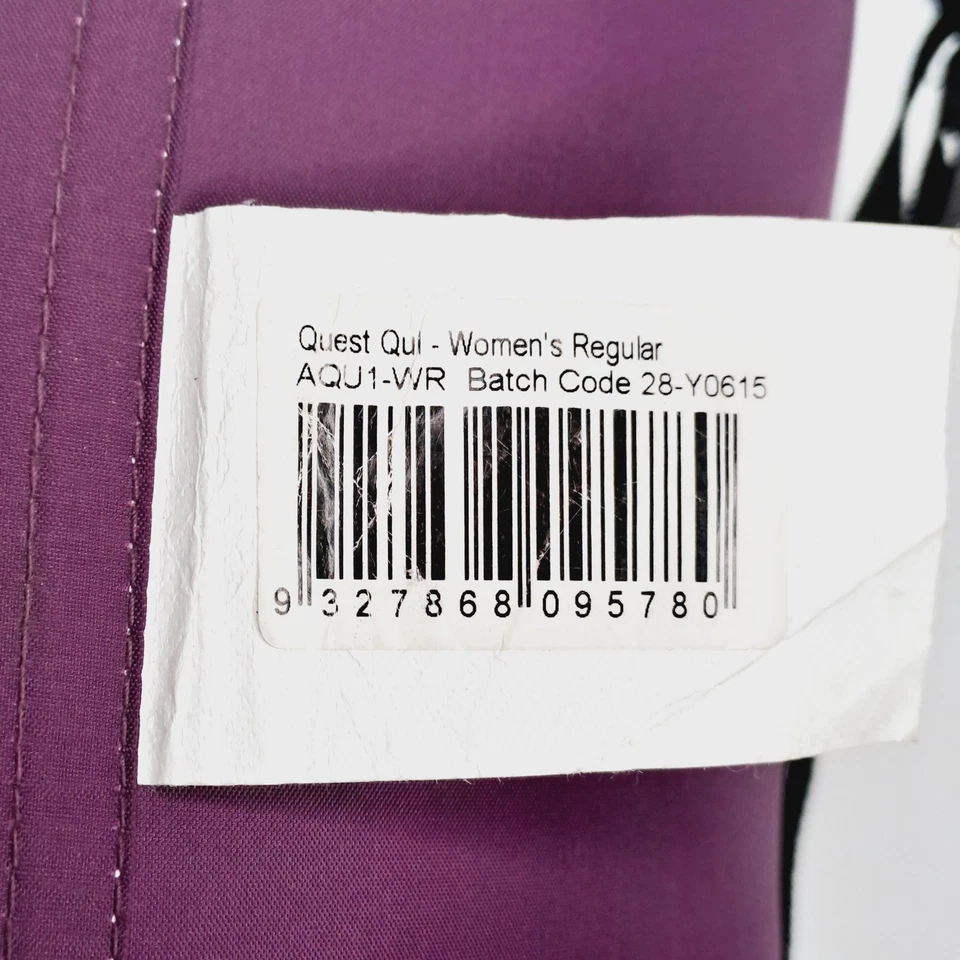 Quest QuI - Women's Regular
AQU1-WR Batch Code 28-Y0615
9 327868 095780